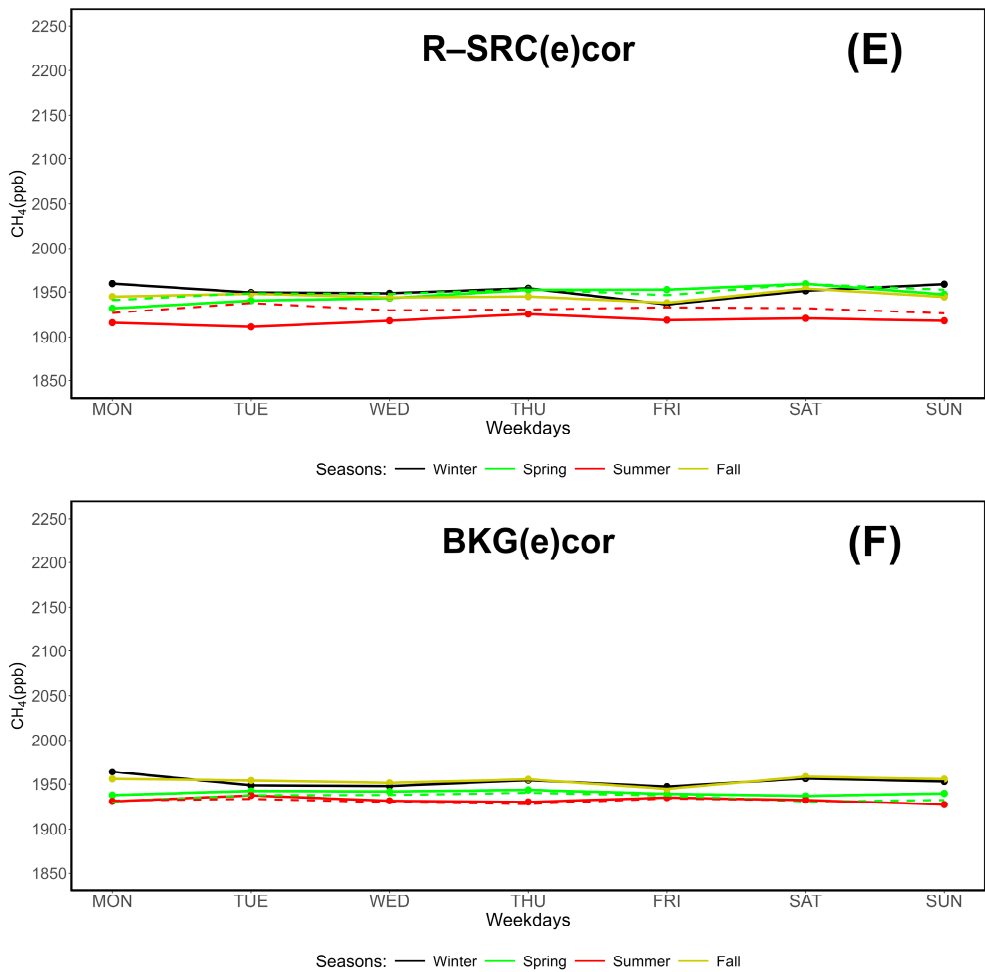 R–SRC(e)cor
(E)
CH₄(ppb)
2250
2200
2150
2100
2050
2000
1950
1900
1850
MON TUE WED THU FRI SAT SUN
Weekdays
Seasons: Winter Spring Summer Fall
BKG(e)cor
(F)
CH₄(ppb)
2250
2200
2150
2100
2050
2000
1950
1900
1850
MON TUE WED THU FRI SAT SUN
Weekdays
Seasons: Winter Spring Summer Fall